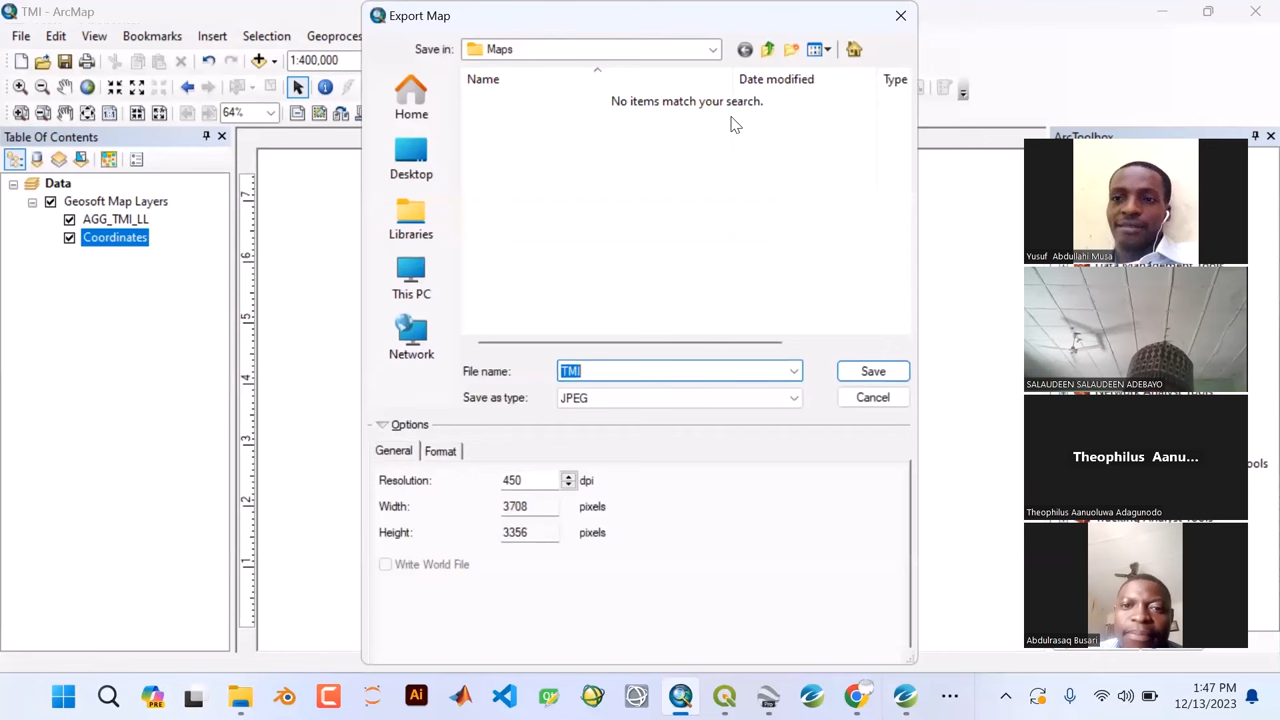 TMI - ArcMap
File Edit View Bookmarks Insert Selection Geoproces
1:400,000
64%
Table Of Contents
Data
Geosoft Map Layers
AGG_TMI_LL
Coordinates
Export Map
Save in: Maps
Name Date modified Type
No items match your search.
Home
Desktop
Libraries
This PC
Network
File name: TMI Save
Save as type: JPEG Cancel
Options
General Format
Resolution: 450 dpi
Width: 3708 pixels
Height: 3356 pixels
Write World File
ArcToolbox
Yusuf Abdullahi Musa
SALAUDEEN SALAUDEEN ADEBAYO
Theophilus Aanu...
Theophilus Aanuoluwa Adagunodo
Abdulrasaq Busari
1:47 PM
12/13/2023